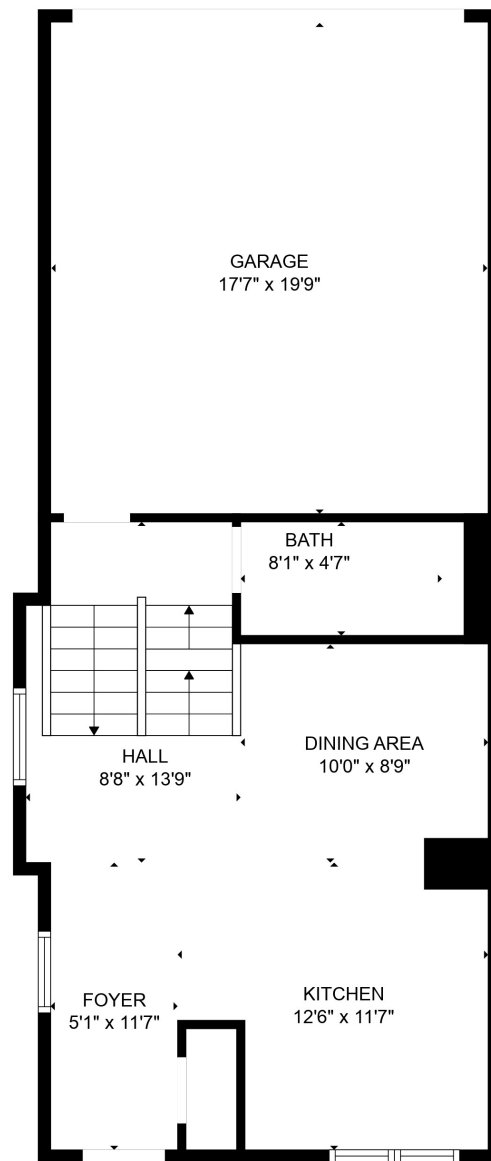 GARAGE
17'7" x 19'9"
BATH
8'1" x 4'7"
HALL
8'8" x 13'9"
DINING AREA
10'0" x 8'9"
FOYER
5'1" x 11'7"
KITCHEN
12'6" x 11'7"